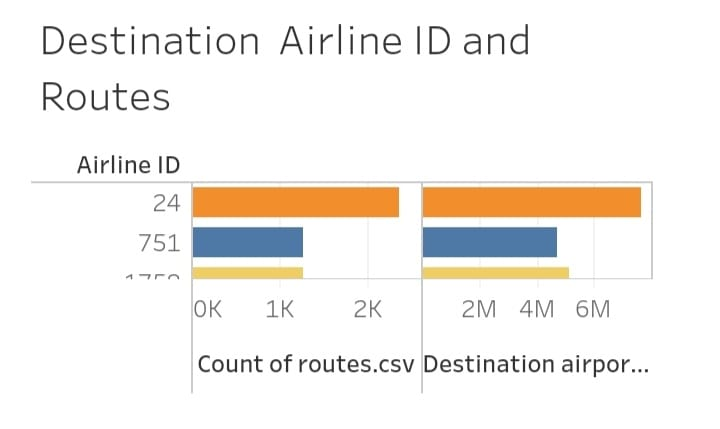 Destination Airline ID and
Routes
Airline ID
24
751
0K 1K 2K 2M 4M 6M
Count of routes.csv Destination airpor...